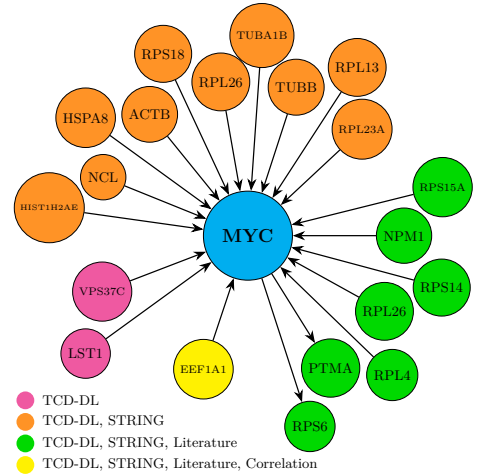 TUBA1B
RPS18
RPL26
TUBB
RPL13
HSPA8
ACTB
RPL23A
NCL
HIST1H2AE
RPS15A
MYC
NPM1
VPS37C
RPS14
RPL26
LST1
EEF1A1
PTMA
RPL4
RPS6
TCD-DL
TCD-DL, STRING
TCD-DL, STRING, Literature
TCD-DL, STRING, Literature, Correlation